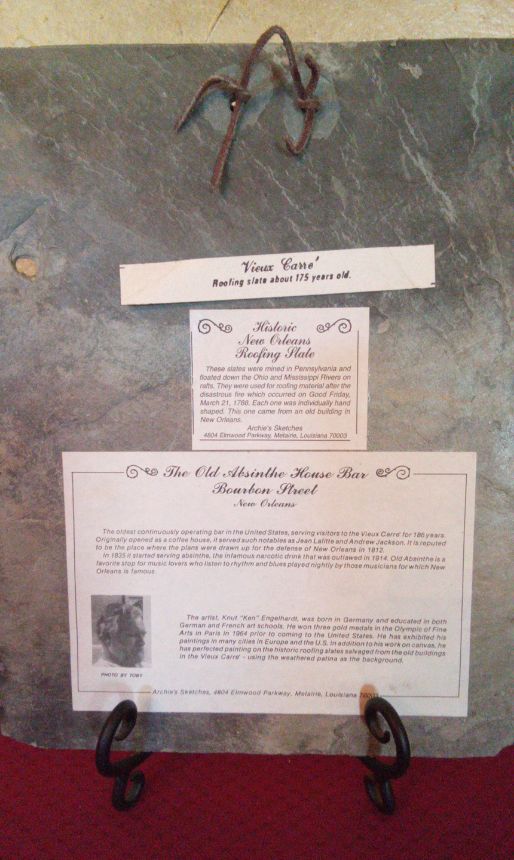 Vieux Carre'
Roofing slate about 175 years old.
Historic
New Orleans
Roofing Slate
These slates were mined in Pennsylvania and
floated down the Ohio and Mississippi Rivers on
rafts. They were used for roofing material after the
disastrous fire which occurred on Good Friday,
March 21, 1788. Each one was individually hand
shaped. This one came from an old building in
New Orleans.
Archie's Sketches
4804 Elmwood Parkway, Metairie, Louisiana 70003
The Old Absinthe House Bar
Bourbon Street
New Orleans
The oldest continuously operating bar in the United States, serving visitors to the Vieux Carre' for 186 years.
Originally opened as a coffee house, it served such notables as Jean Lafitte and Andrew Jackson. It is reputed
to be the place where the plans were drawn up for the defense of New Orleans in 1812.
In 1835 it started serving absinthe, the infamous narcotic drink that was outlawed in 1914. Old Absinthe is a
favorite stop for music lovers who listen to rhythm and blues played nightly by those musicians for which New
Orleans is famous.
The artist, Knut "Ken" Engelhardt, was born in Germany and educated in both
German and French art schools. He won three gold medals in the Olympic of Fine
Arts in Paris in 1964 prior to coming to the United States. He has exhibited his
paintings in many cities in Europe and the U.S. In addition to his work on canvas, he
has perfected painting on the historic roofing slates salvaged from the old buildings
in the Vieux Carre' - using the weathered patina as the background.
PHOTO BY TOBY
Archie's Sketches, 4804 Elmwood Parkway, Metairie, Louisiana 70003